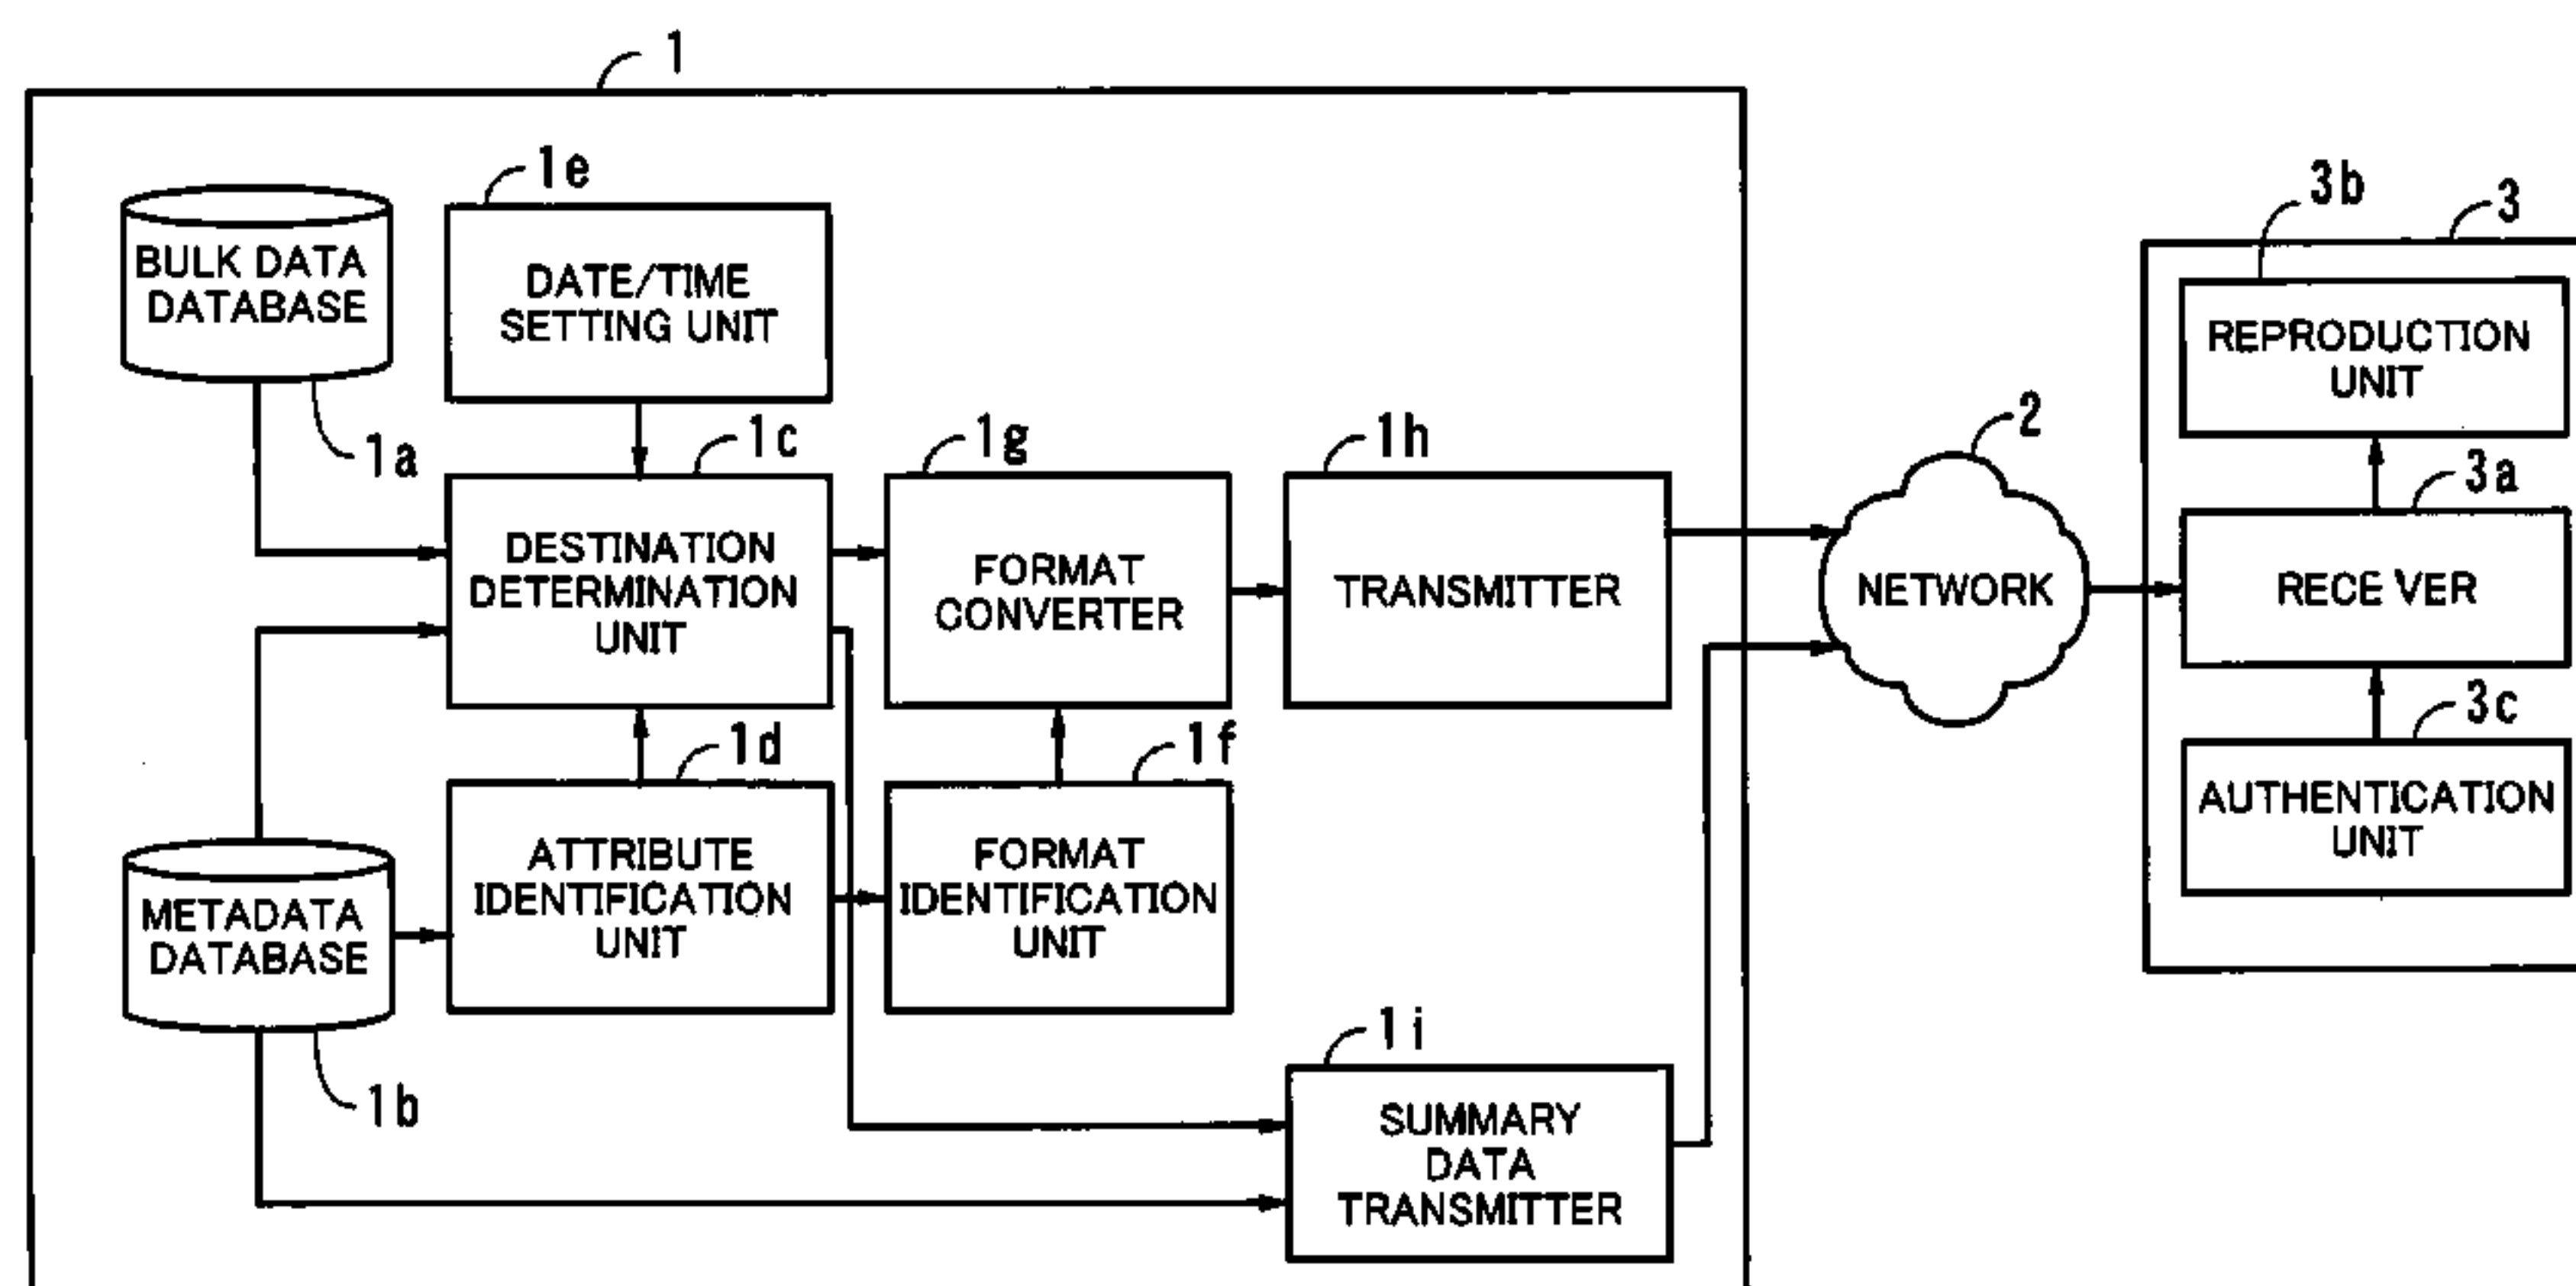 1
1e
3b
3
BULK DATA
DATABASE
DATE/TIME
SETTING UNIT
REPRODUCTION
UNIT
1a
1c
1g
1h
2
3a
DESTINATION
DETERMINATION
UNIT
FORMAT
CONVERTER
TRANSMITTER
NETWORK
RECE VER
1d
1f
3c
METADATA
DATABASE
ATTRIBUTE
IDENTIFICATION
UNIT
FORMAT
IDENTIFICATION
UNIT
AUTHENTICATION
UNIT
1b
1i
SUMMARY
DATA
TRANSMITTER